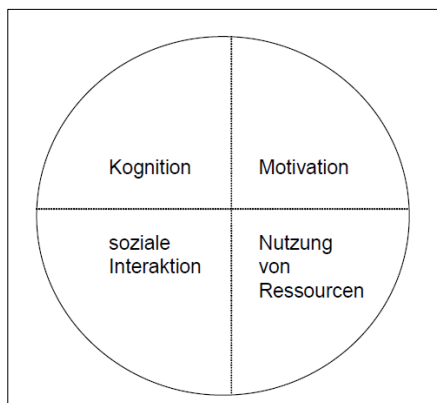 Kognition
Motivation
soziale
Interaktion
Nutzung
von
Ressourcen